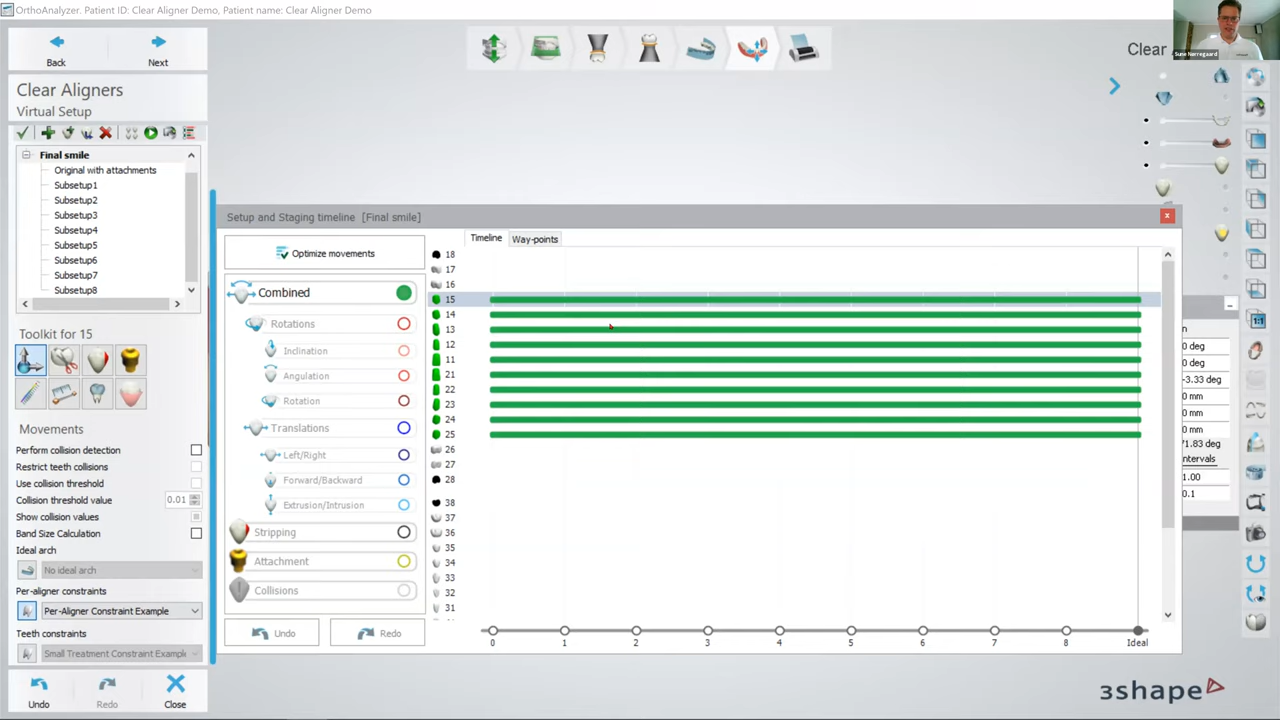 OrthoAnalyzer. Patient ID: Clear Aligner Demo, Patient name: Clear Aligner Demo
Back
Next
Clear
Sune Nørregaard
Clear Aligners
Virtual Setup
Final smile
Original with attachments
Subsetup1
Subsetup2
Subsetup3
Subsetup4
Subsetup5
Subsetup6
Subsetup7
Subsetup8
Toolkit for 15
Movements
Perform collision detection
Restrict teeth collisions
Use collision threshold
Collision threshold value 0.01
Show collision values
Band Size Calculation
Ideal arch
No ideal arch
Per-aligner constraints
Per-Aligner Constraint Example
Teeth constraints
Small Treatment Constraint Exampl
Undo
Redo
Close
Setup and Staging timeline [Final smile]
Optimize movements
Combined
Rotations
Inclination
Angulation
Rotation
Translations
Left/Right
Forward/Backward
Extrusion/Intrusion
Stripping
Attachment
Collisions
Undo
Redo
Timeline
Way-points
18
17
16
15
14
13
12
11
21
22
23
24
25
26
27
28
38
37
36
35
34
33
32
31
0 1 2 3 4 5 6 7 8 Ideal
1:1
n
0 deg
0 deg
-3.33 deg
0 mm
0 mm
0 mm
71.83 deg
ntervals
1.00
0.1
3shape